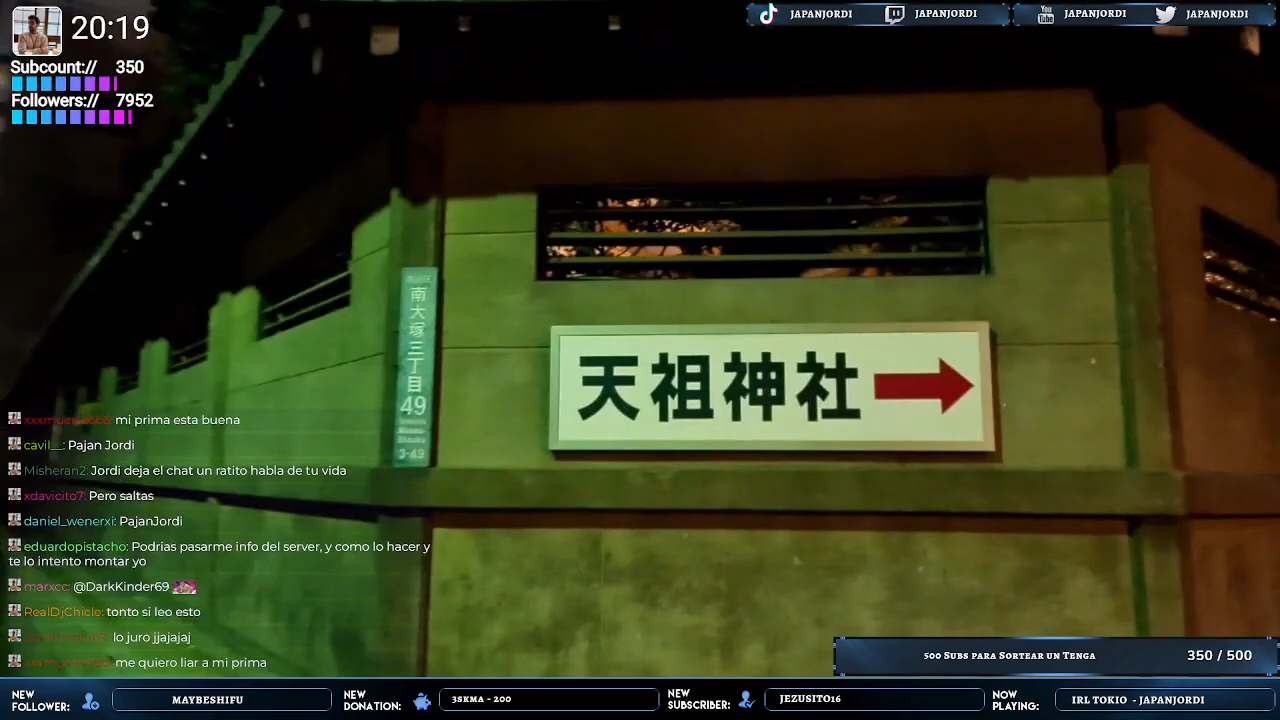 20:19
Subcount:// 350
Followers:// 7952
JAPANJORDI
JAPANJORDI
JAPANJORDI
JAPANJORDI
南大塚三丁目
49
3-49
天祖神社
mi prima esta buena
cavil__: Pajan Jordi
Misheran2: Jordi deja el chat un ratito habla de tu vida
xdavicito7: Pero saltas
daniel_wenerxi: PajanJordi
eduardopistacho: Podrias pasarme info del server, y como lo hacer y
te lo intento montar yo
marxcc: @DarkKinder69
RealDjChicle: tonto si leo esto
lo juro jjajajaj
me quiero liar a mi prima
500 Subs para Sortear un Tenga 350 / 500
NEW FOLLOWER: MAYBESHIFU
NEW DONATION: 35KMA - 200
NEW SUBSCRIBER: JEZUSITO16
NOW PLAYING: IRL TOKIO - JAPANJORDI